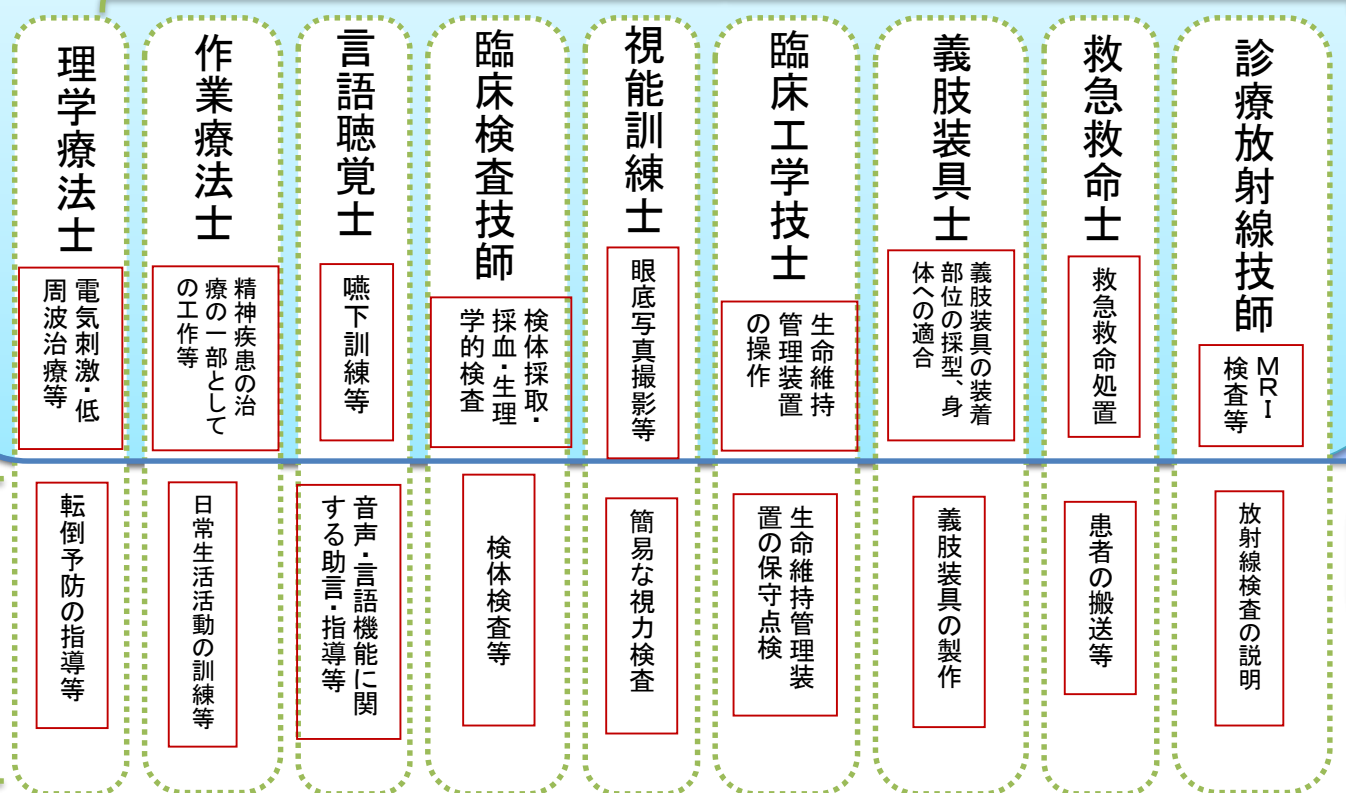 理学療法士
電気刺激・低
周波治療等
転倒予防の指導等
作業療法士
精神疾患の治
療の一部として
の工作等
日常生活活動の訓練等
言語聴覚士
嚥下訓練等
音声・言語機能に関
する助言・指導等
臨床検査技師
検体採取・
採血・生理
学的検査
検体検査等
視能訓練士
眼底写真撮影等
簡易な視力検査
臨床工学技士
生命維持
管理装置
の操作
生命維持管理装
置の保守点検
義肢装具士
義肢装具の装着
部位の採型、身
体への適合
義肢装具の製作
救急救命士
救急救命処置
患者の搬送等
診療放射線技師
ＭＲＩ
検査等
放射線検査の説明